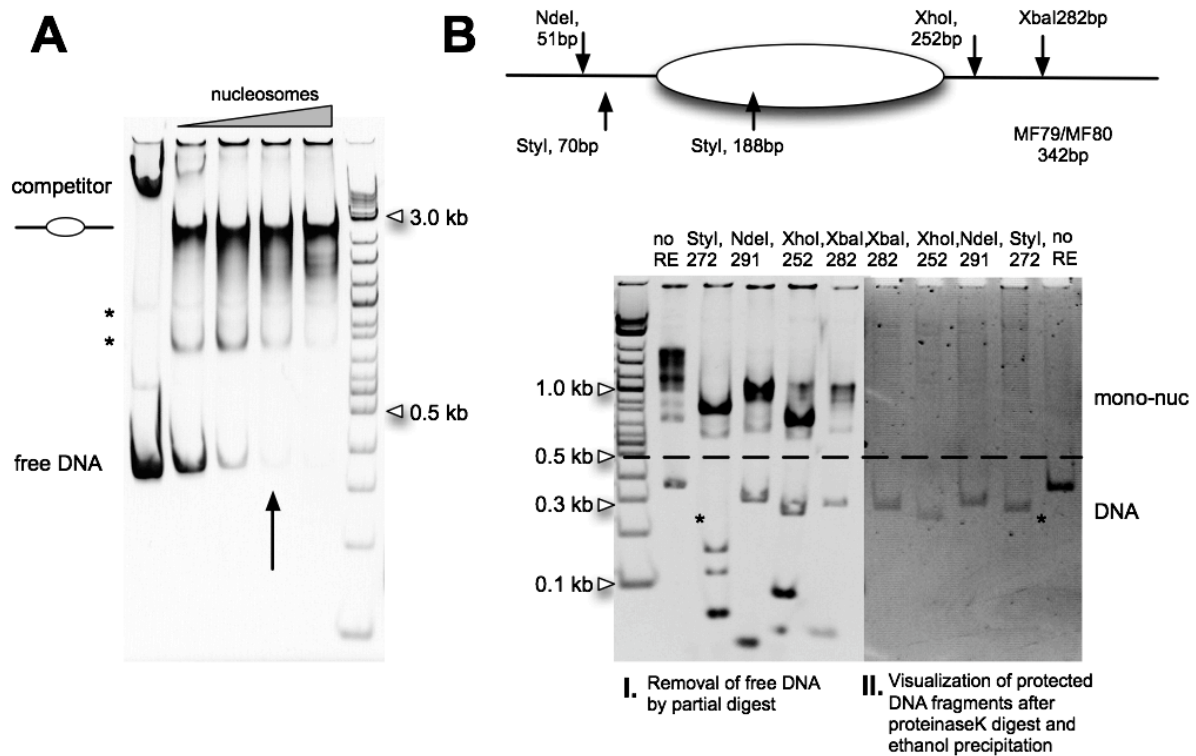 A
nucleosomes
competitor
3.0 kb
*
*
0.5 kb
free DNA
B
NdeI,
51bp
XhoI,
252bp
XbaI282bp
StyI, 70bp
StyI, 188bp
MF79/MF80
342bp
no
RE
StyI,
272
NdeI,
291
XhoI,
252
XbaI,
282
XbaI,
282
XhoI,
252
NdeI,
291
StyI,
272
no
RE
1.0 kb
mono-nuc
0.5 kb
0.3 kb
*
*
DNA
0.1 kb
I. Removal of free DNA
by partial digest
II. Visualization of protected
DNA fragments after
proteinaseK digest and
ethanol precipitation